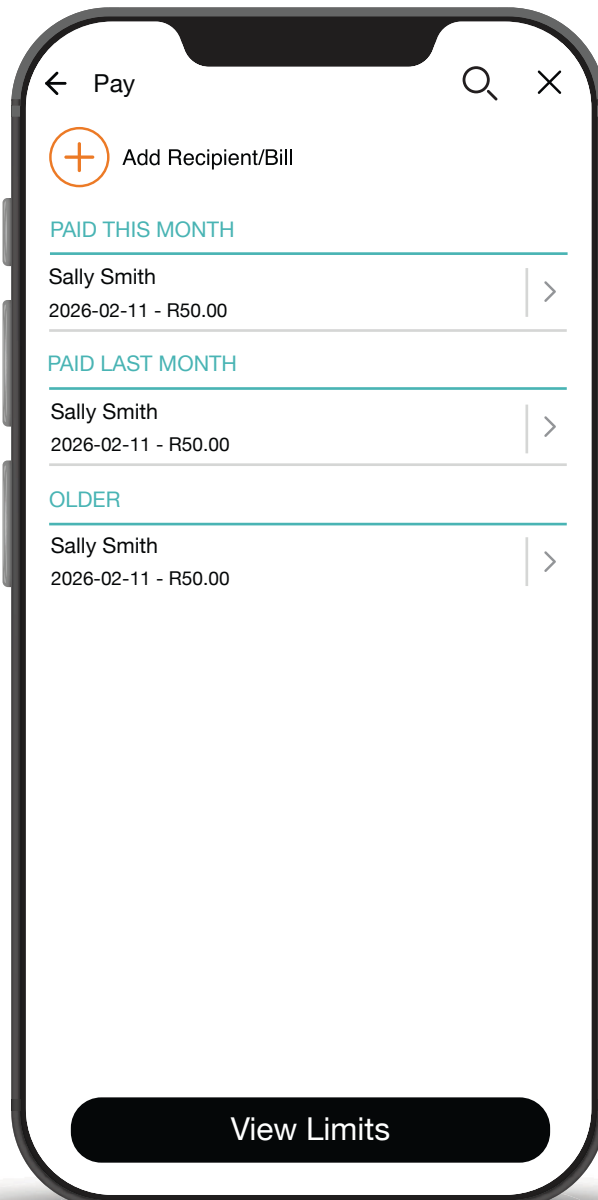 Pay
Add Recipient/Bill
PAID THIS MONTH
Sally Smith
2026-02-11 - R50.00
PAID LAST MONTH
Sally Smith
2026-02-11 - R50.00
OLDER
Sally Smith
2026-02-11 - R50.00
View Limits